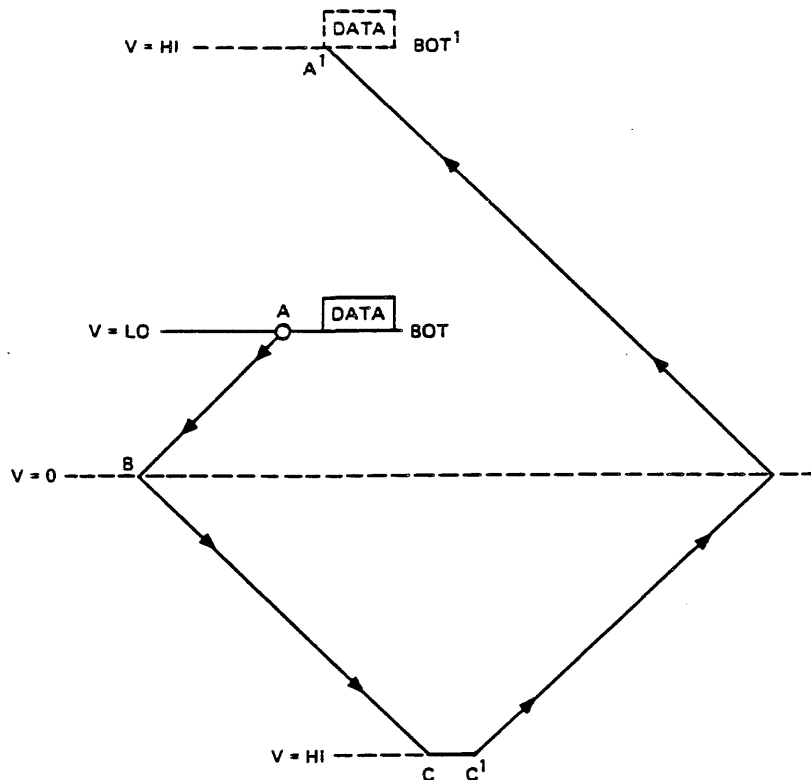 DATA
V = HI BOT¹
A¹
A
DATA
V = LO BOT
B
V = 0
V = HI
C C¹